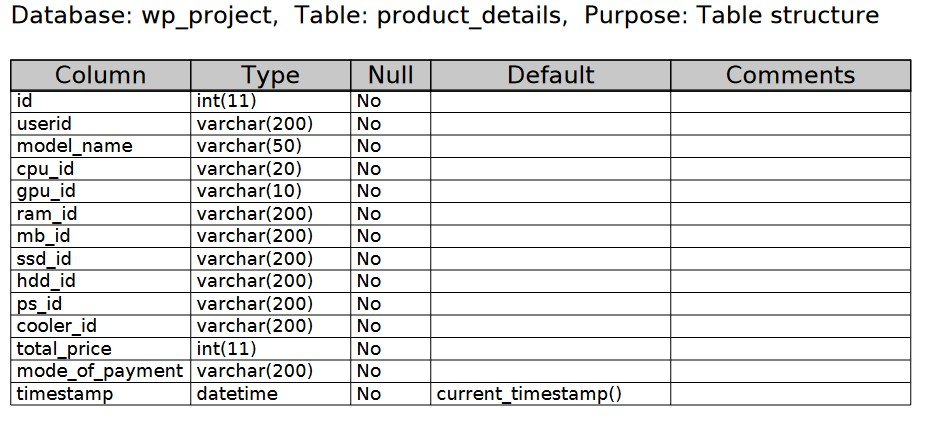 Database: wp_project, Table: product_details, Purpose: Table structure
Column Type Null Default Comments
id int(11) No
userid varchar(200) No
model_name varchar(50) No
cpu_id varchar(20) No
gpu_id varchar(10) No
ram_id varchar(200) No
mb_id varchar(200) No
ssd_id varchar(200) No
hdd_id varchar(200) No
ps_id varchar(200) No
cooler_id varchar(200) No
total_price int(11) No
mode_of_payment varchar(200) No
timestamp datetime No current_timestamp()